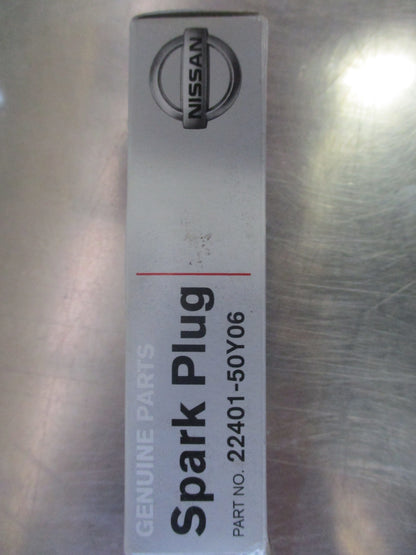 NISSAN
GENUINE PARTS
Spark Plug
PART NO. 22401-50Y06